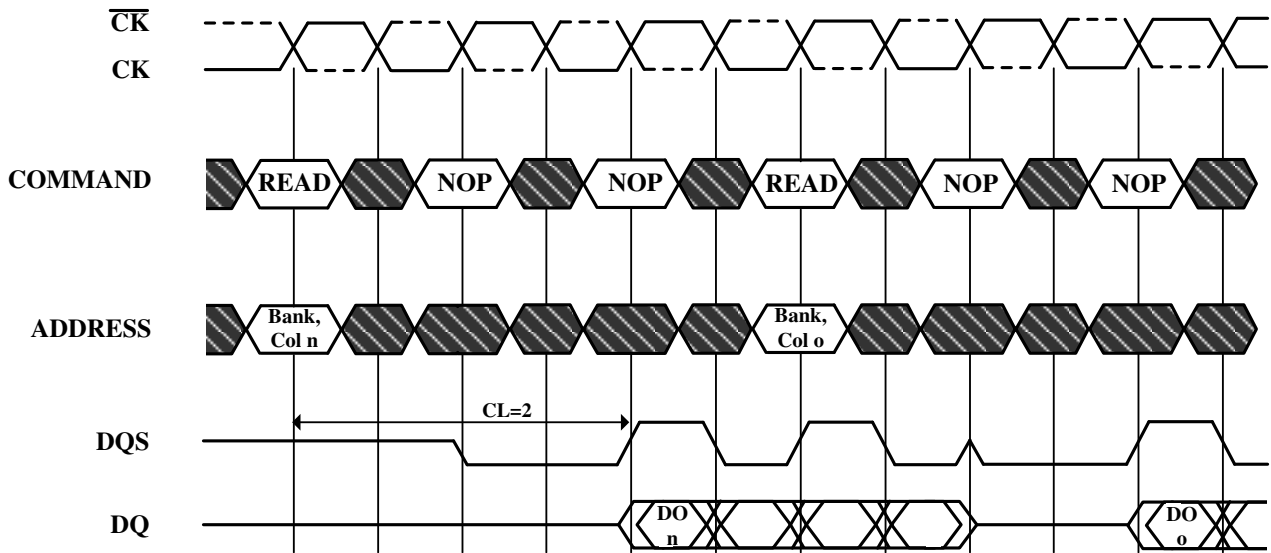 CK
CK
COMMAND
READ NOP NOP READ NOP NOP
ADDRESS
Bank,
Col n
Bank,
Col o
CL=2
DQS
DQ
DO
n
DO
o